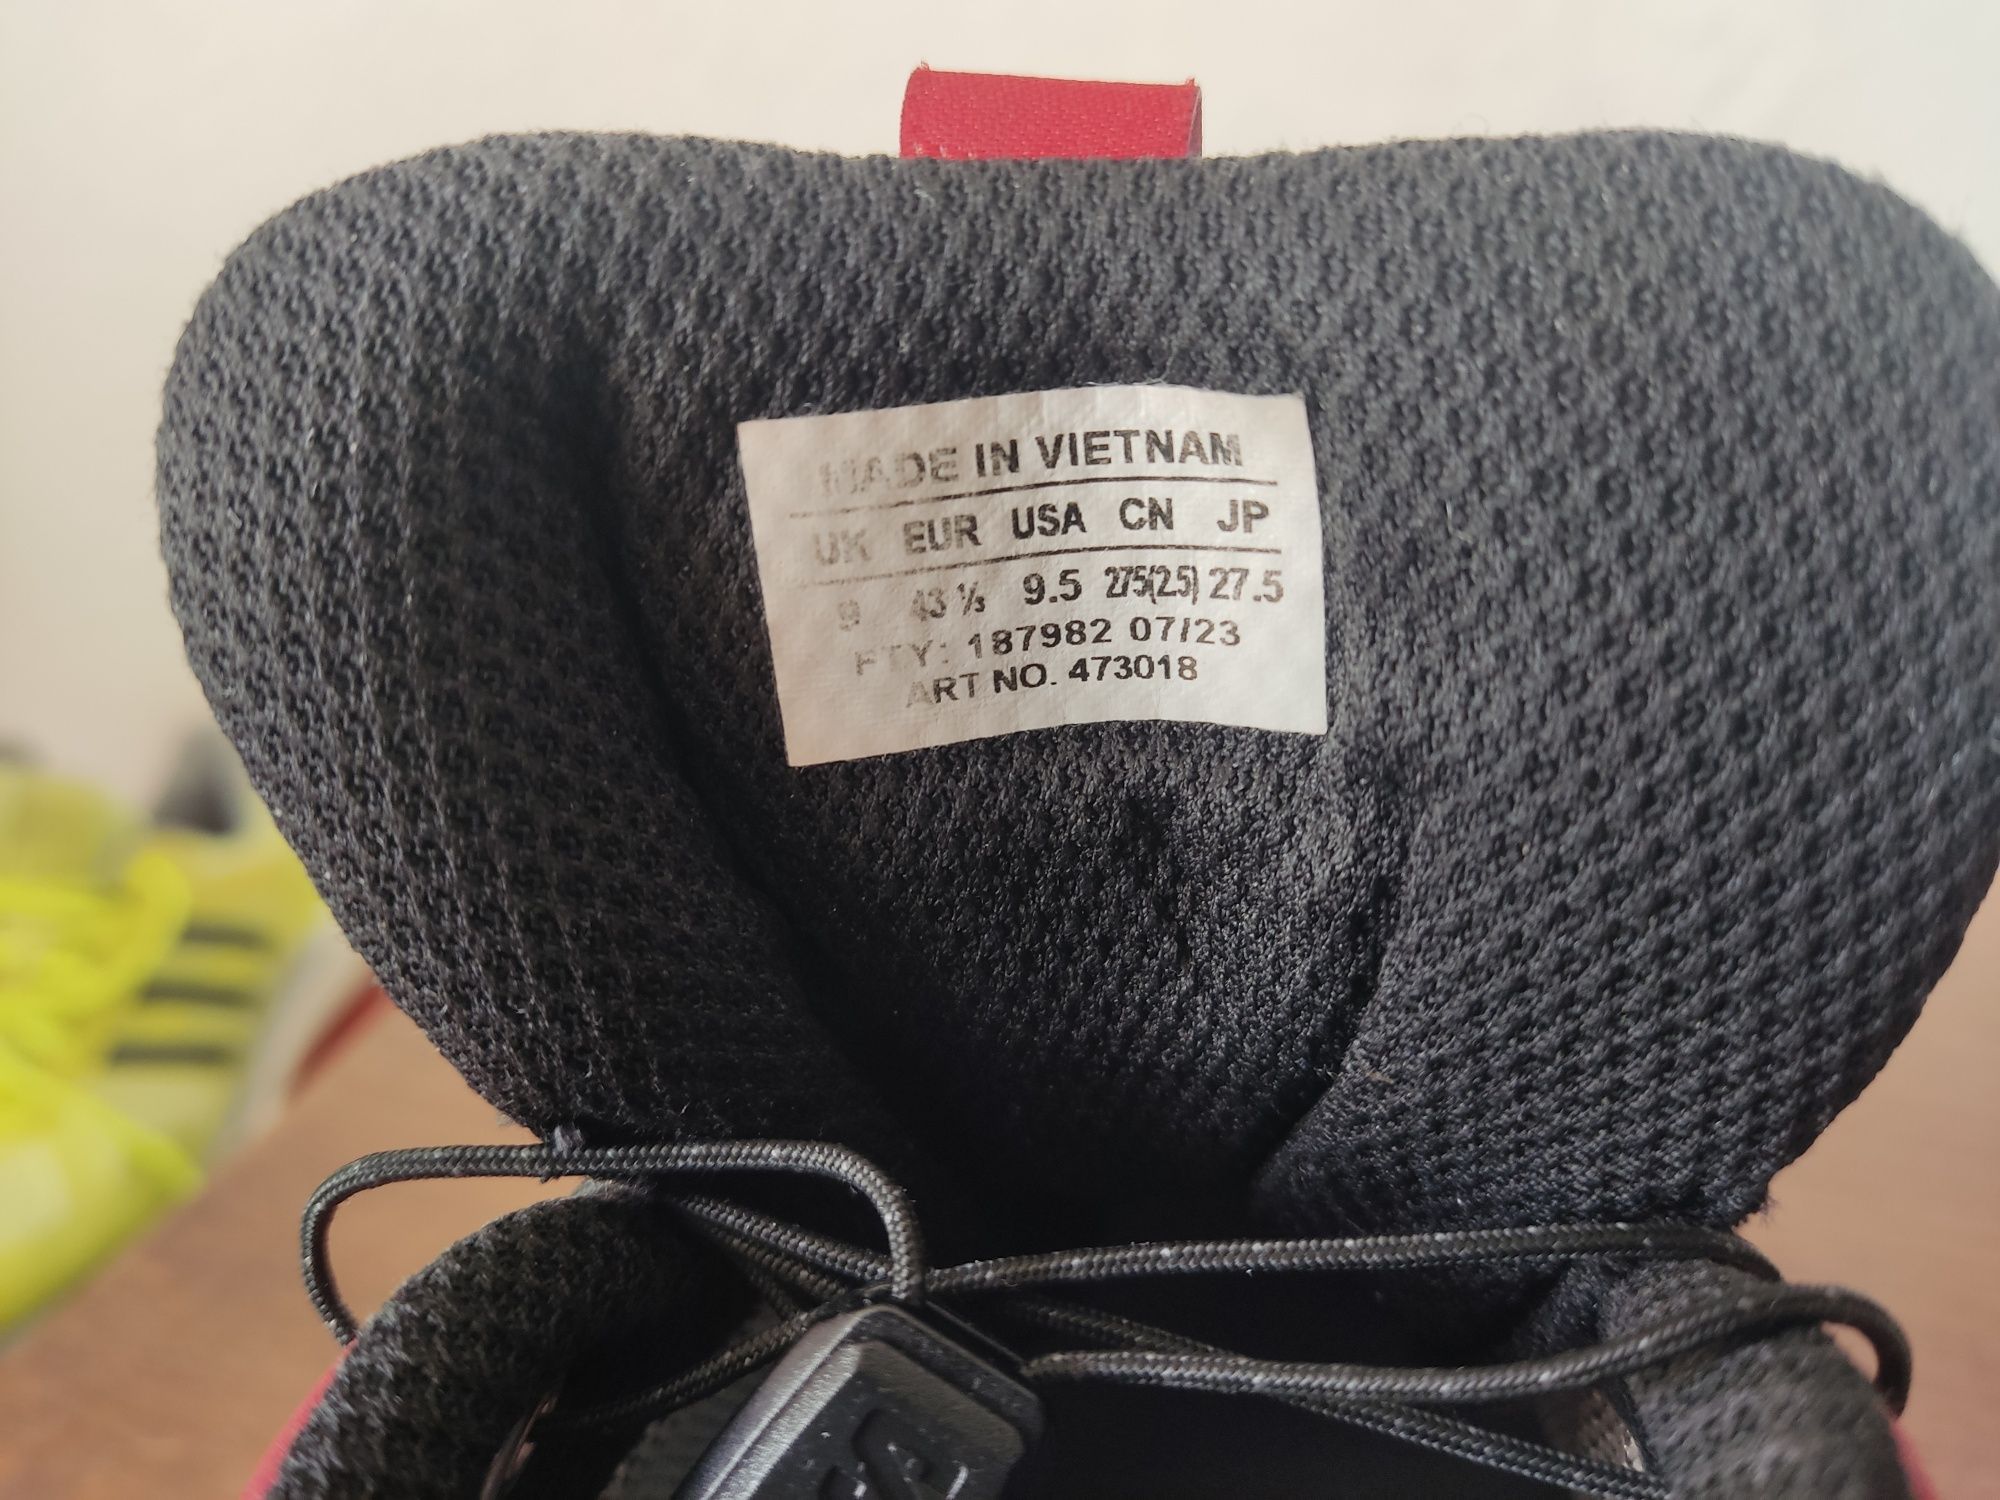 MADE IN VIETNAM
UK EUR USA CN JP
9 43 ⅓ 9.5 275(2.5) 27.5
FTY: 187982 07/23
ART NO. 473018